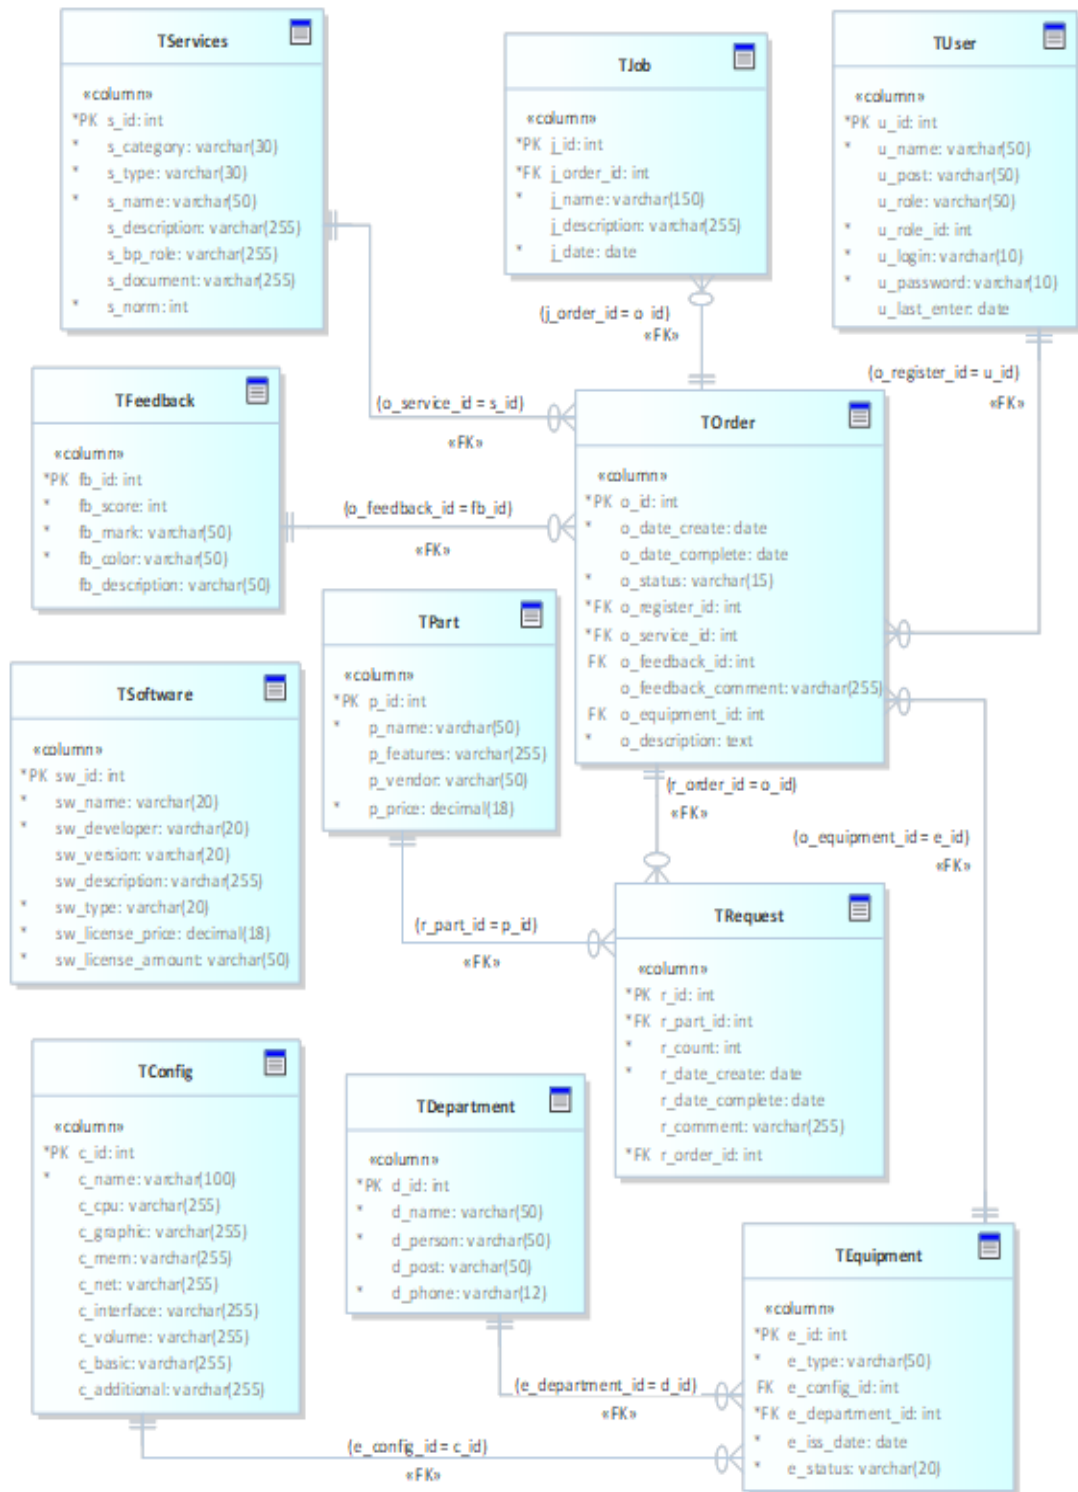 TServices
«column»
*PK s_id: int
* s_category: varchar(30)
* s_type: varchar(30)
* s_name: varchar(50)
s_description: varchar(255)
s_bp_role: varchar(255)
s_document: varchar(255)
* s_norm: int
TJob
«column»
*PK j_id: int
*FK j_order_id: int
* j_name: varchar(150)
j_description: varchar(255)
* j_date: date
TUser
«column»
*PK u_id: int
* u_name: varchar(50)
u_post: varchar(50)
u_role: varchar(50)
* u_role_id: int
* u_login: varchar(10)
* u_password: varchar(10)
u_last_enter: date
(j_order_id = o_id)
«FK»
(o_register_id = u_id)
«FK»
(o_service_id = s_id)
«FK»
TFeedback
«column»
*PK fb_id: int
* fb_score: int
* fb_mark: varchar(50)
* fb_color: varchar(50)
fb_description: varchar(50)
(o_feedback_id = fb_id)
«FK»
TOrder
«column»
*PK o_id: int
* o_date_create: date
o_date_complete: date
* o_status: varchar(15)
*FK o_register_id: int
*FK o_service_id: int
FK o_feedback_id: int
o_feedback_comment: varchar(255)
FK o_equipment_id: int
* o_description: text
TPart
«column»
*PK p_id: int
* p_name: varchar(50)
p_features: varchar(255)
p_vendor: varchar(50)
* p_price: decimal(18)
TSoftware
«column»
*PK sw_id: int
* sw_name: varchar(20)
* sw_developer: varchar(20)
sw_version: varchar(20)
sw_description: varchar(255)
* sw_type: varchar(20)
* sw_license_price: decimal(18)
* sw_license_amount: varchar(50)
(r_order_id = o_id)
«FK»
(o_equipment_id = e_id)
«FK»
(r_part_id = p_id)
«FK»
TRequest
«column»
*PK r_id: int
*FK r_part_id: int
* r_count: int
* r_date_create: date
r_date_complete: date
r_comment: varchar(255)
*FK r_order_id: int
TConfig
«column»
*PK c_id: int
* c_name: varchar(100)
c_cpu: varchar(255)
c_graphic: varchar(255)
c_mem: varchar(255)
c_net: varchar(255)
c_interface: varchar(255)
c_volume: varchar(255)
c_basic: varchar(255)
c_additional: varchar(255)
TDepartment
«column»
*PK d_id: int
* d_name: varchar(50)
* d_person: varchar(50)
d_post: varchar(50)
* d_phone: varchar(12)
TEquipment
«column»
*PK e_id: int
* e_type: varchar(50)
FK e_config_id: int
*FK e_department_id: int
* e_iss_date: date
* e_status: varchar(20)
(e_department_id = d_id)
«FK»
(e_config_id = c_id)
«FK»